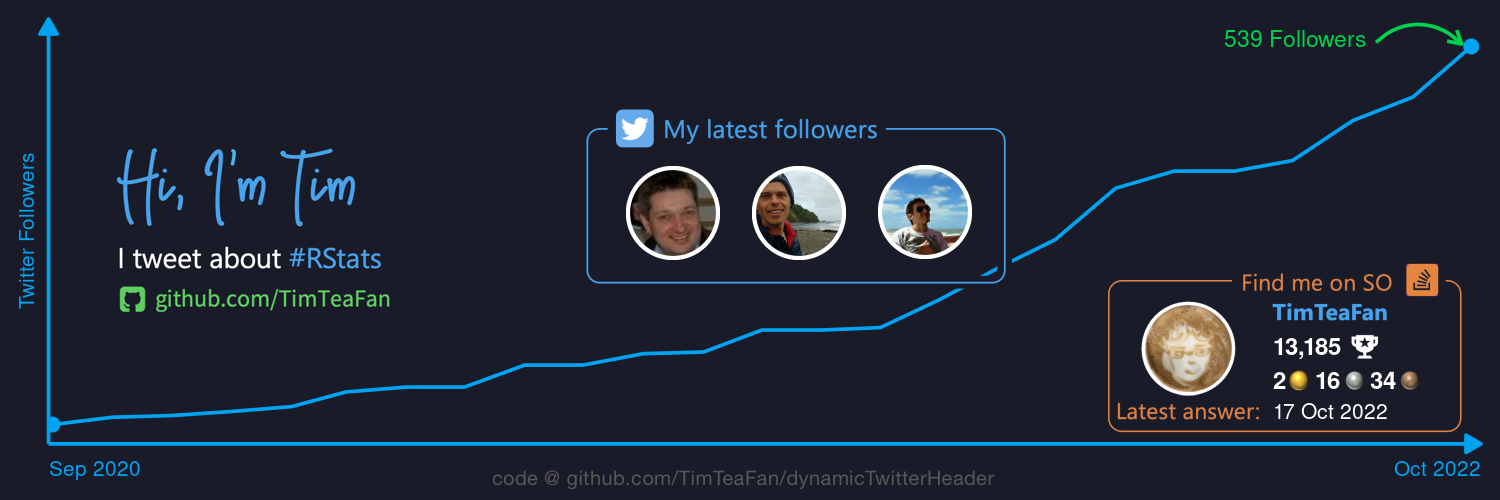 539 Followers
Twitter Followers
My latest followers
Hi, I'm Tim
I tweet about #RStats
github.com/TimTeaFan
Find me on SO
TimTeaFan
13,185
2 16 34
Latest answer: 17 Oct 2022
Sep 2020
Oct 2022
code @ github.com/TimTeaFan/dynamicTwitterHeader